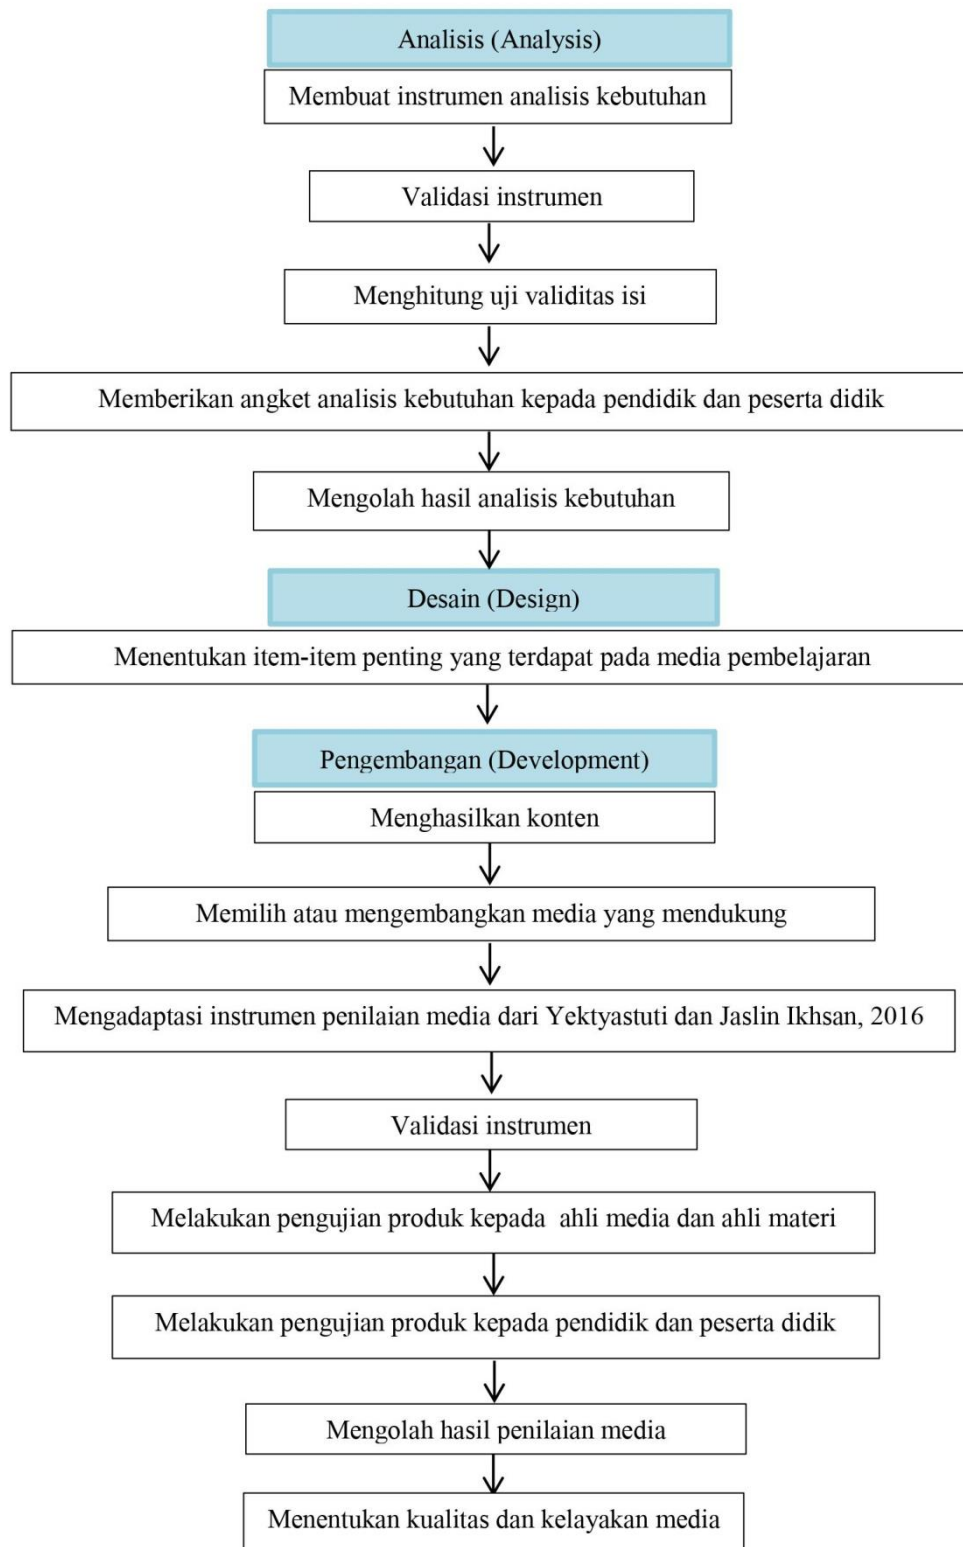 Analisis (Analysis)
Membuat instrumen analisis kebutuhan
Validasi instrumen
Menghitung uji validitas isi
Memberikan angket analisis kebutuhan kepada pendidik dan peserta didik
Mengolah hasil analisis kebutuhan
Desain (Design)
Menentukan item-item penting yang terdapat pada media pembelajaran
Pengembangan (Development)
Menghasilkan konten
Memilih atau mengembangkan media yang mendukung
Mengadaptasi instrumen penilaian media dari Yektyastuti dan Jaslin Ikhsan, 2016
Validasi instrumen
Melakukan pengujian produk kepada ahli media dan ahli materi
Melakukan pengujian produk kepada pendidik dan peserta didik
Mengolah hasil penilaian media
Menentukan kualitas dan kelayakan media